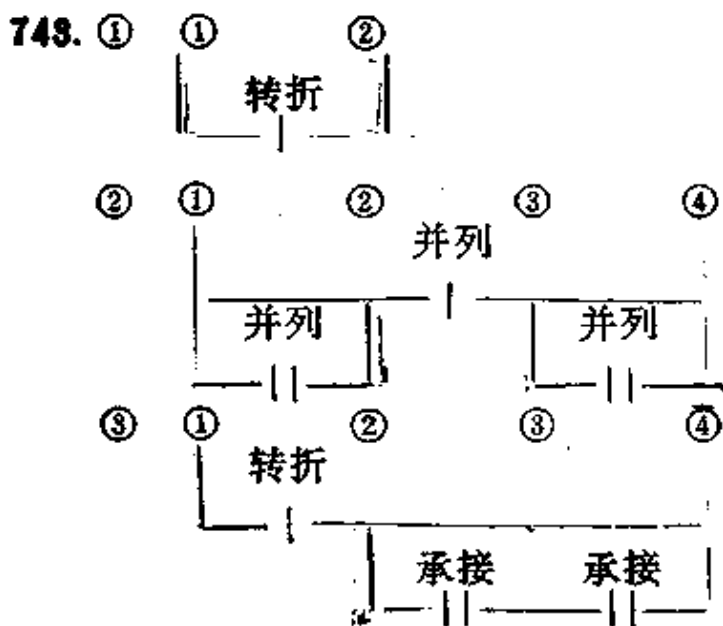 743. ① ① ②
转折
② ① ② ③ ④
并列
并列 并列
③ ① ② ③ ④
转折
承接 承接